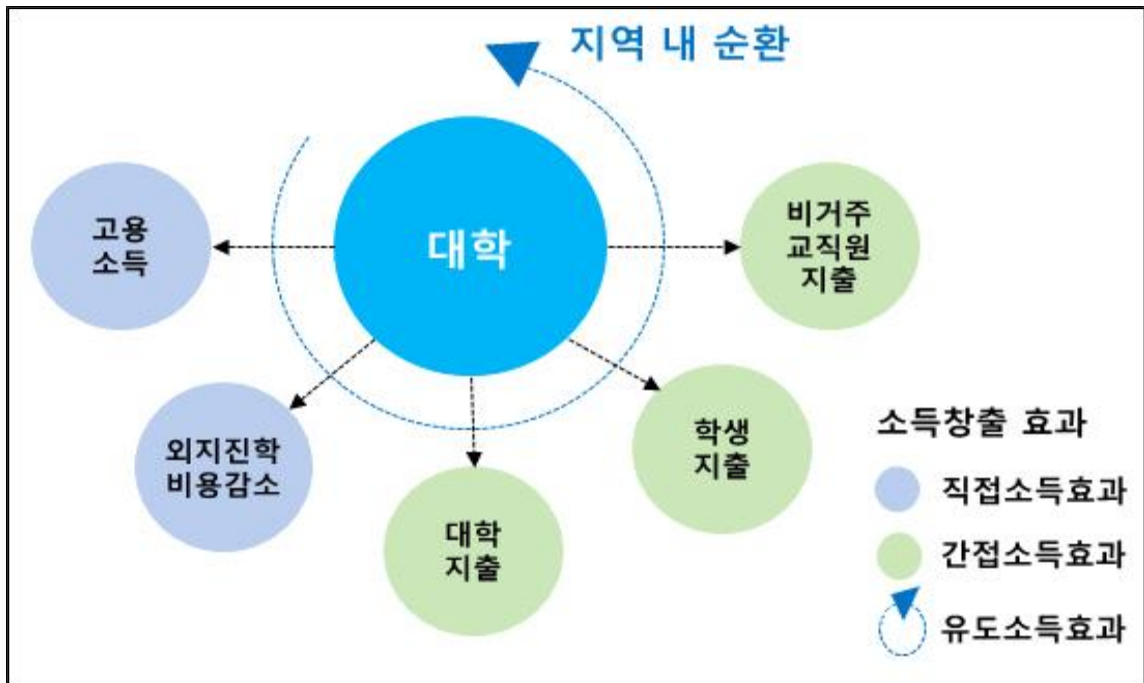 지역 내 순환
고용
소득
대학
비거주
교직원
지출
외지진학
비용감소
대학
지출
학생
지출
소득창출 효과
직접소득효과
간접소득효과
유도소득효과